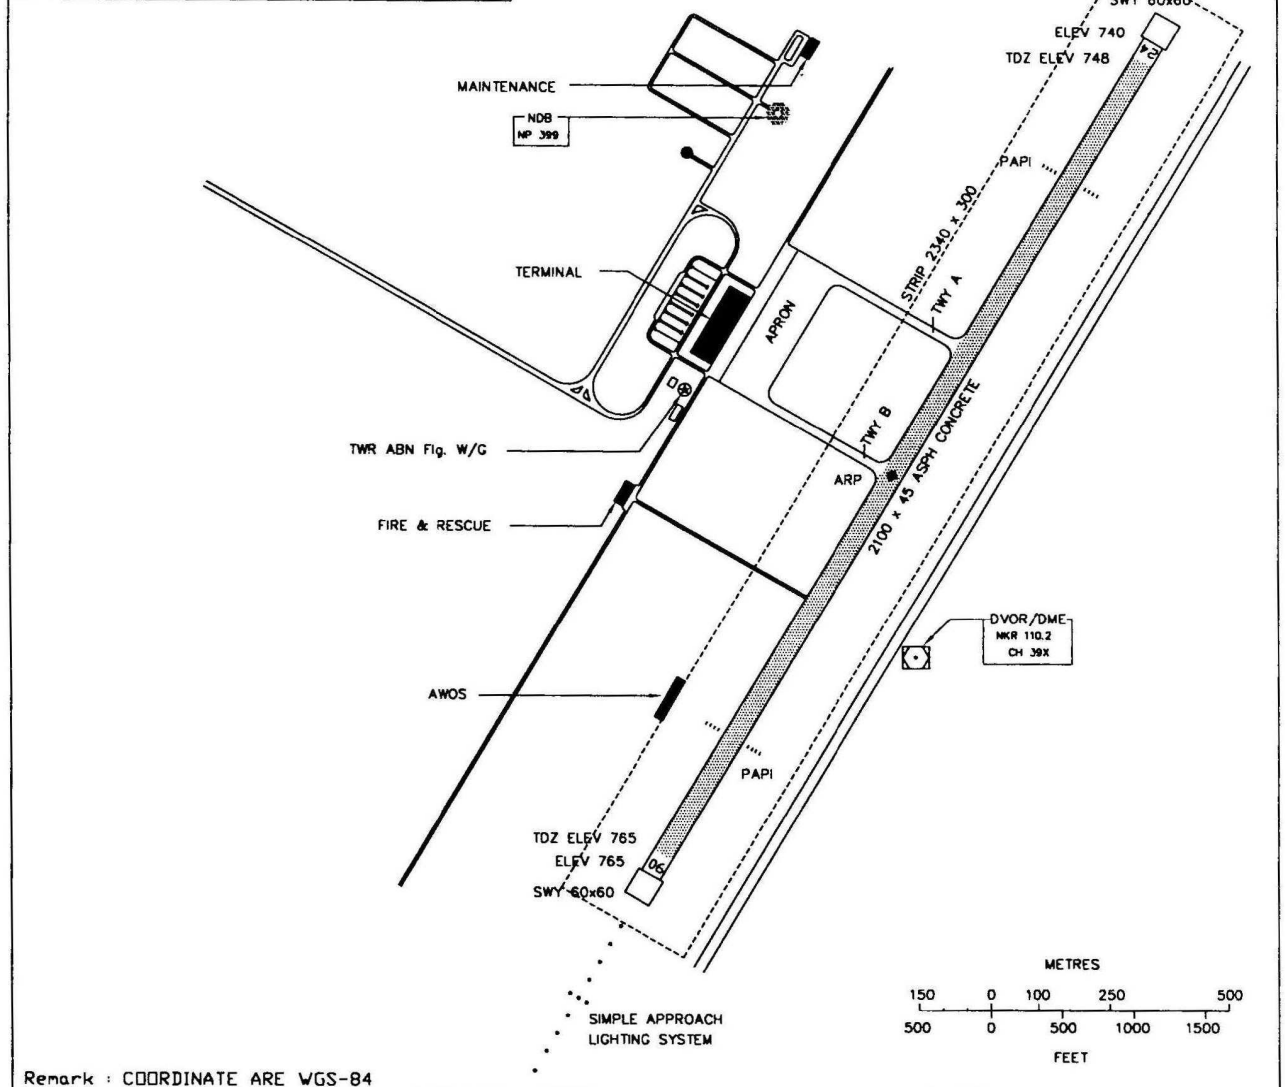 SWY 60x60
ELEV 740
TDZ ELEV 748
24
MAINTENANCE
NDB
NP 399
PAPI
STRIP 2340 x 300
TERMINAL
TWY A
APRON
2100 x 45 ASPH CONCRETE
TWY B
TWR ABN Flg. W/G
ARP
FIRE & RESCUE
DVOR/DME
NKR 110.2
CH 39X
AWOS
PAPI
TDZ ELEV 765
ELEV 765
06
SWY 60x60
METRES
150 0 100 250 500
500 0 500 1000 1500
FEET
SIMPLE APPROACH
LIGHTING SYSTEM
Remark : COORDINATE ARE WGS-84